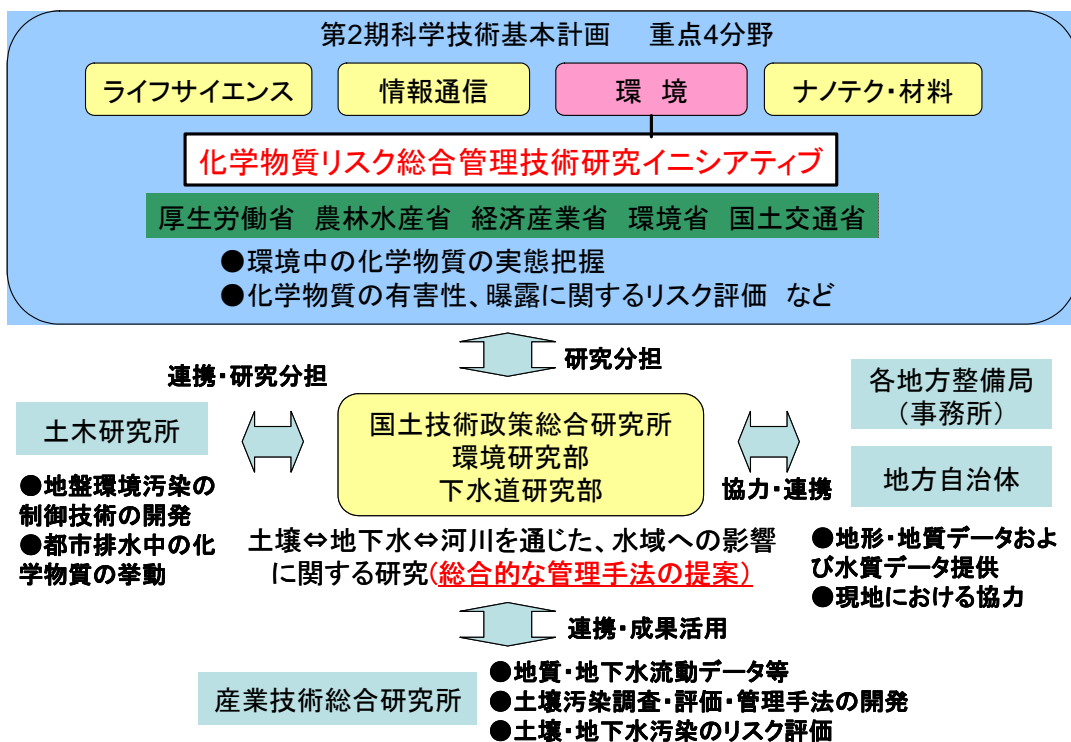 第2期科学技術基本計画　重点4分野
ライフサイエンス
情報通信
環　境
ナノテク・材料
化学物質リスク総合管理技術研究イニシアティブ
厚生労働省　農林水産省　経済産業省　環境省　国土交通省
●環境中の化学物質の実態把握
●化学物質の有害性、曝露に関するリスク評価　など
研究分担
連携・研究分担
土木研究所
●地盤環境汚染の
制御技術の開発
●都市排水中の化
学物質の挙動
国土技術政策総合研究所
環境研究部
下水道研究部
協力・連携
各地方整備局
（事務所）
地方自治体
●地形・地質データおよ
び水質データ提供
●現地における協力
土壌⇔地下水⇔河川を通じた、水域への影響
に関する研究(総合的な管理手法の提案）
連携・成果活用
産業技術総合研究所
●地質・地下水流動データ等
●土壌汚染調査・評価・管理手法の開発
●土壌・地下水汚染のリスク評価